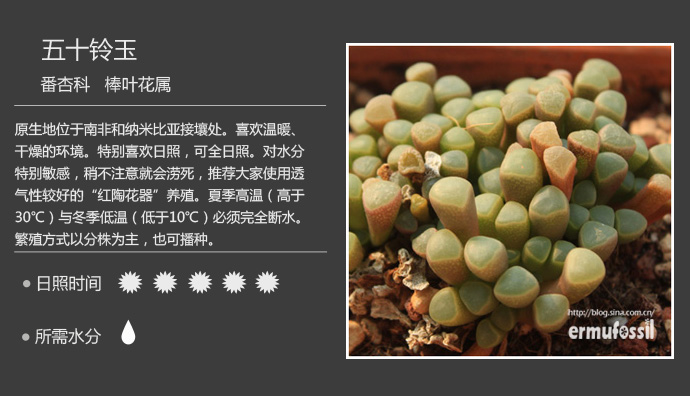 五十铃玉
番杏科 棒叶花属
原生地位于南非和纳米比亚接壤处。喜欢温暖、
干燥的环境。特别喜欢日照，可全日照。对水分
特别敏感，稍不注意就会涝死，推荐大家使用透
气性较好的“红陶花器”养殖。夏季高温（高于
30℃）与冬季低温（低于10℃）必须完全断水。
繁殖方式以分株为主，也可播种。
日照时间
所需水分
http://blog.sina.com.cn/
ermufossil